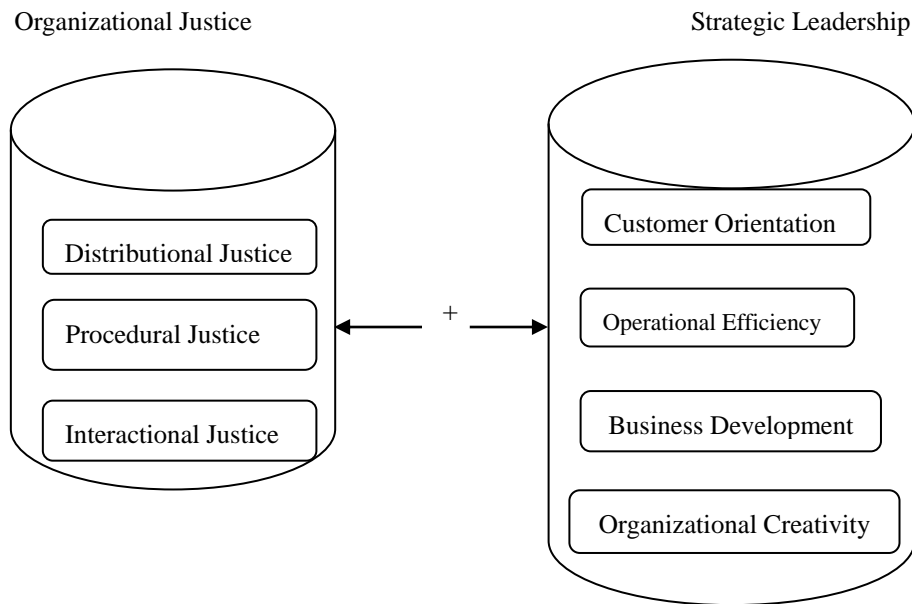 Organizational Justice
Strategic Leadership
Distributional Justice
Procedural Justice
Interactional Justice
+
Customer Orientation
Operational Efficiency
Business Development
Organizational Creativity